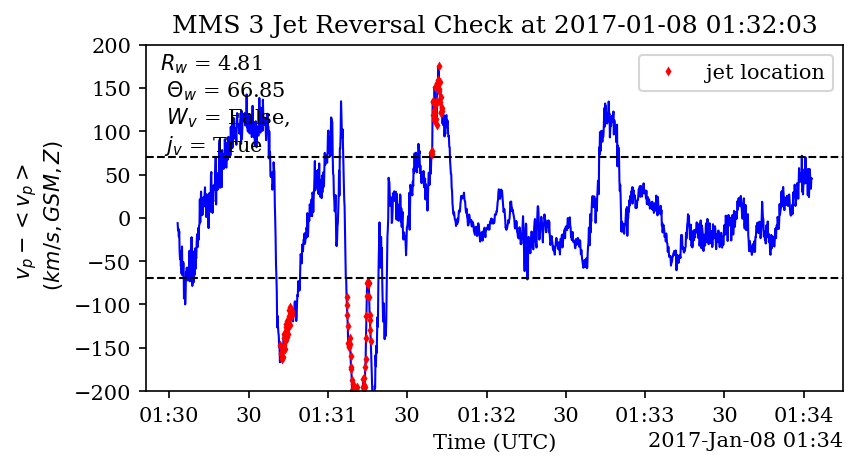 MMS 3 Jet Reversal Check at 2017-01-08 01:32:03
200
150
100
50
0
−50
−100
−150
−200
v_p − < v_p >
(km/s, GSM, Z)
R_w = 4.81
Θ_w = 66.85
W_v = False,
j_v = True
jet location
01:30 30 01:31 30 01:32 30 01:33 30 01:34
Time (UTC)
2017-Jan-08 01:34